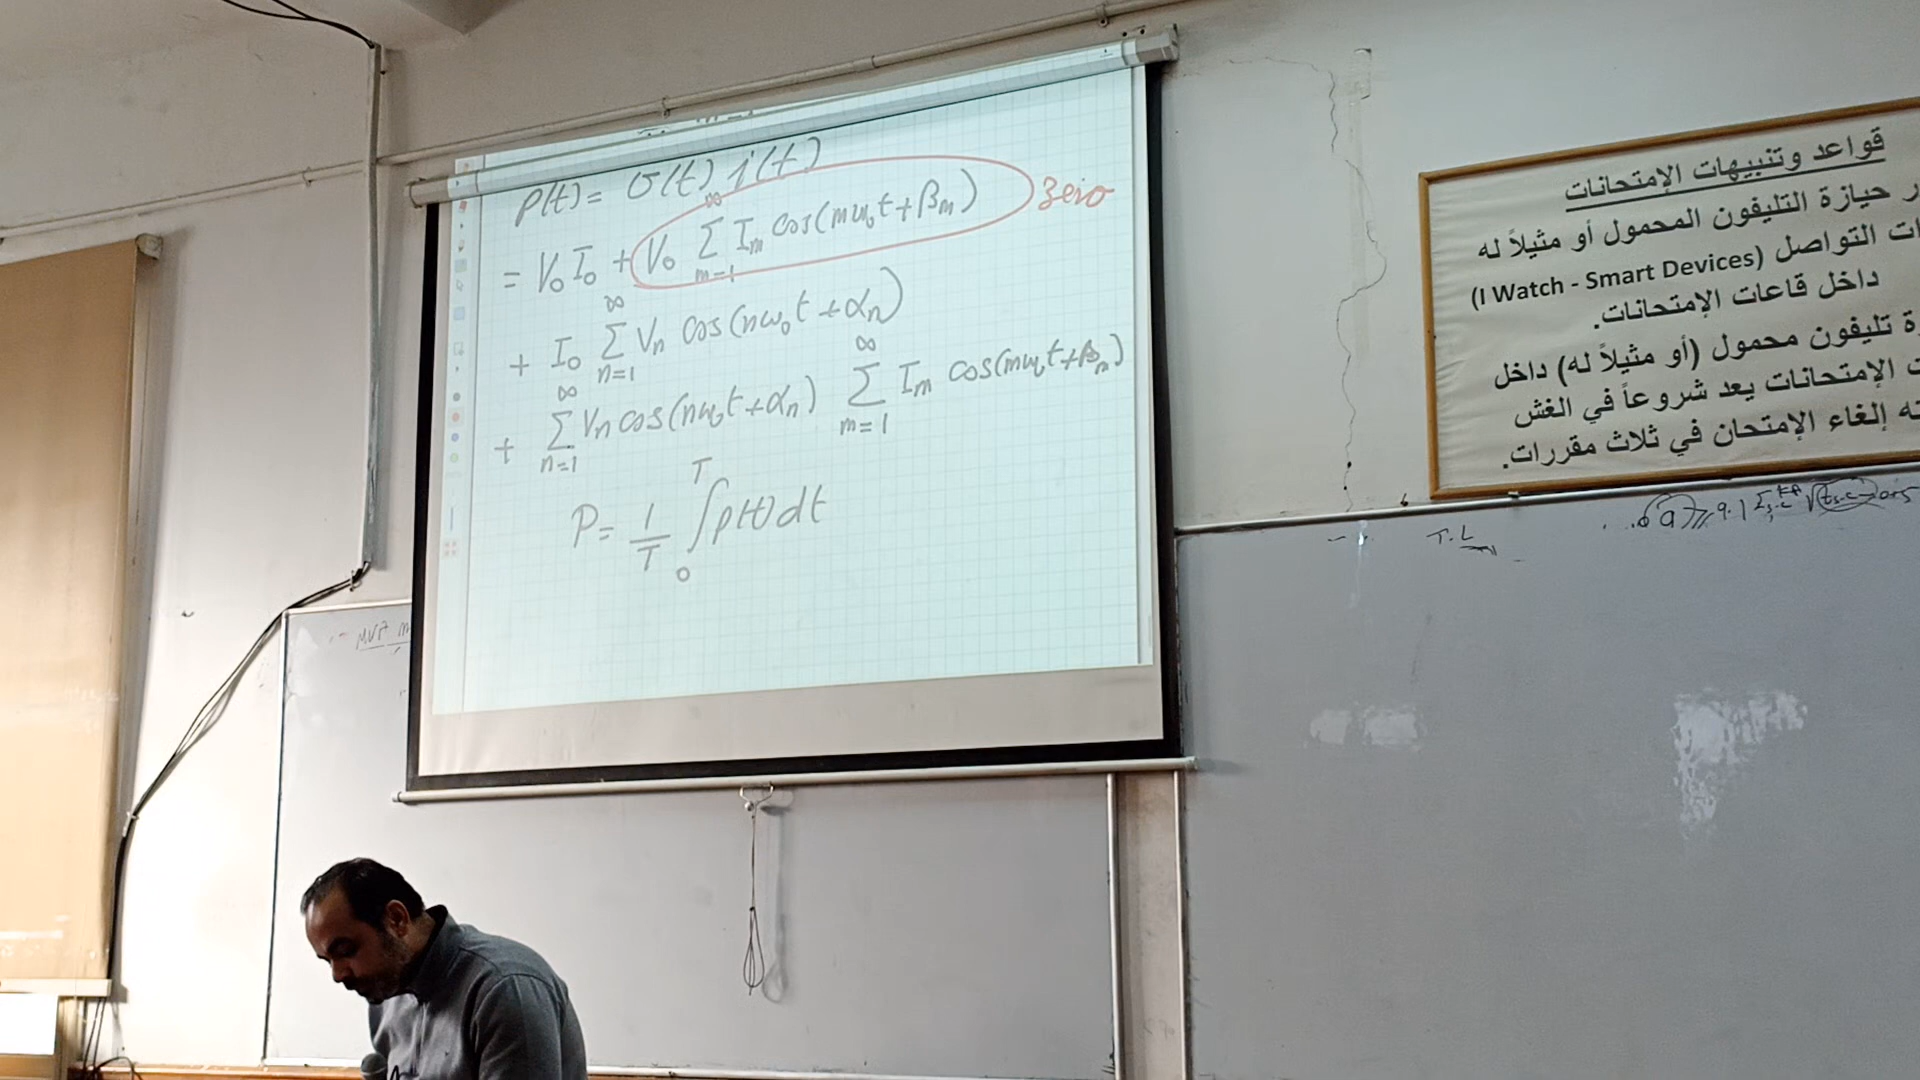 p(t) = v(t) i(t)
= V₀ I₀ + V₀ ∑_{m=1}^{∞} I_m cos(mω₀t + β_m) zero
+ I₀ ∑_{n=1}^{∞} V_n cos(nω₀t + α_n)
+ ∑_{n=1}^{∞} V_n cos(nω₀t + α_n) ∑_{m=1}^{∞} I_m cos(mω₀t + β_m)
P = 1/T ∫₀ᵀ p(t) dt
قواعد وتنبيهات الإمتحانات
حيازة التليفون المحمول أو مثيلاً له
التواصل (I Watch - Smart Devices)
داخل قاعات الإمتحانات.
تليفون محمول (أو مثيلاً له) داخل
الإمتحانات يعد شروعاً في الغش
إلغاء الإمتحان في ثلاث مقررات.
T.L